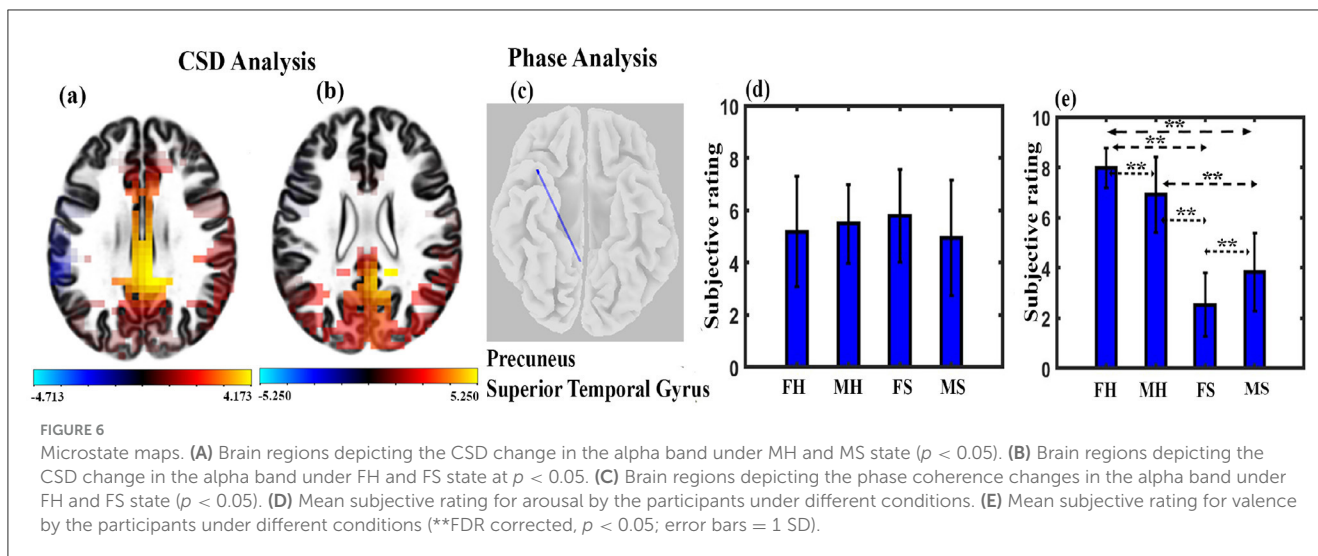 CSD Analysis
Phase Analysis
(a)
(b)
(c)
-4.713
4.173
-5.250
5.250
Precuneus
Superior Temporal Gyrus
(d)
Subjective rating
10
8
6
4
2
0
FH
MH
FS
MS
(e)
Subjective rating
10
8
6
4
2
0
**
**
**
**
**
**
FH
MH
FS
MS
FIGURE 6
Microstate maps. (A) Brain regions depicting the CSD change in the alpha band under MH and MS state (p < 0.05). (B) Brain regions depicting the
CSD change in the alpha band under FH and FS state at p < 0.05. (C) Brain regions depicting the phase coherence changes in the alpha band under
FH and FS state (p < 0.05). (D) Mean subjective rating for arousal by the participants under different conditions. (E) Mean subjective rating for valence
by the participants under different conditions (**FDR corrected, p < 0.05; error bars = 1 SD).